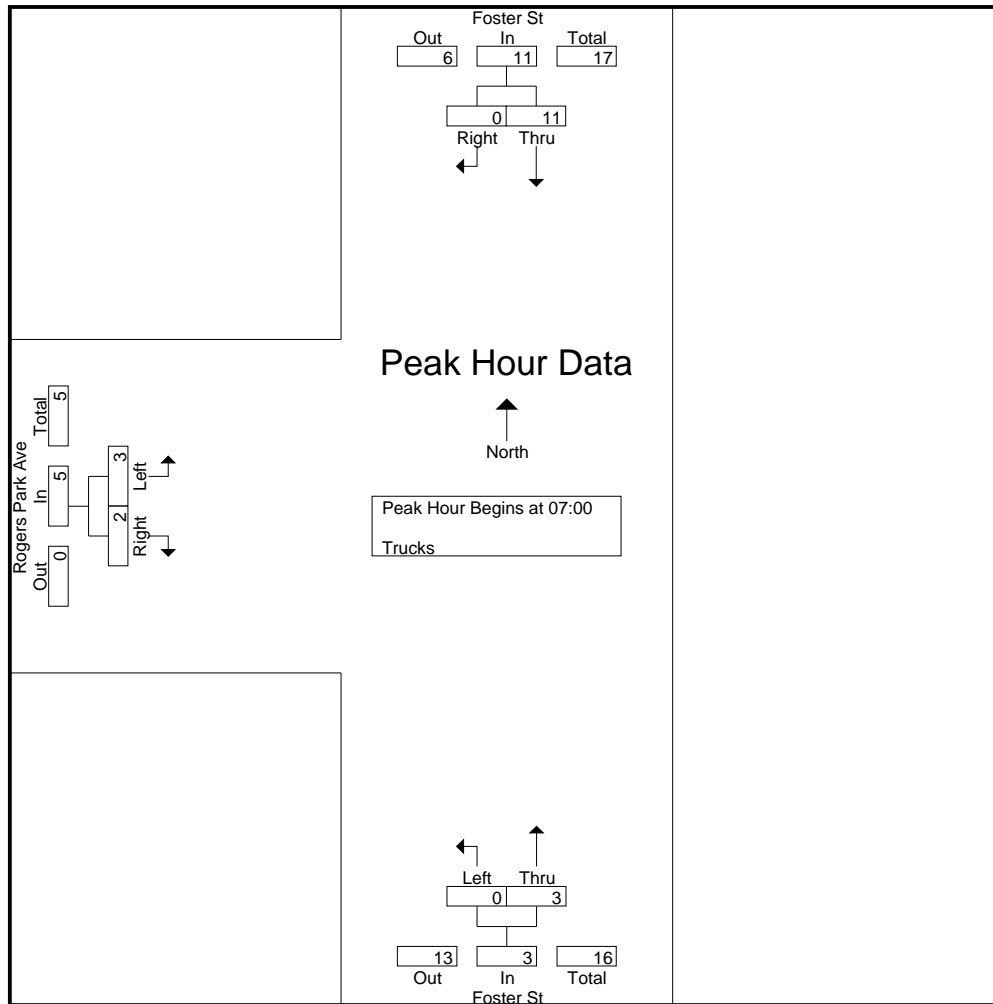 Foster St
Out In Total
6 11 17
0 11
Right Thru
Peak Hour Data
North
Peak Hour Begins at 07:00
Trucks
Rogers Park Ave
Out In Total
0 5 5
2 3
Right Left
Left Thru
0 3
13 3 16
Out In Total
Foster St